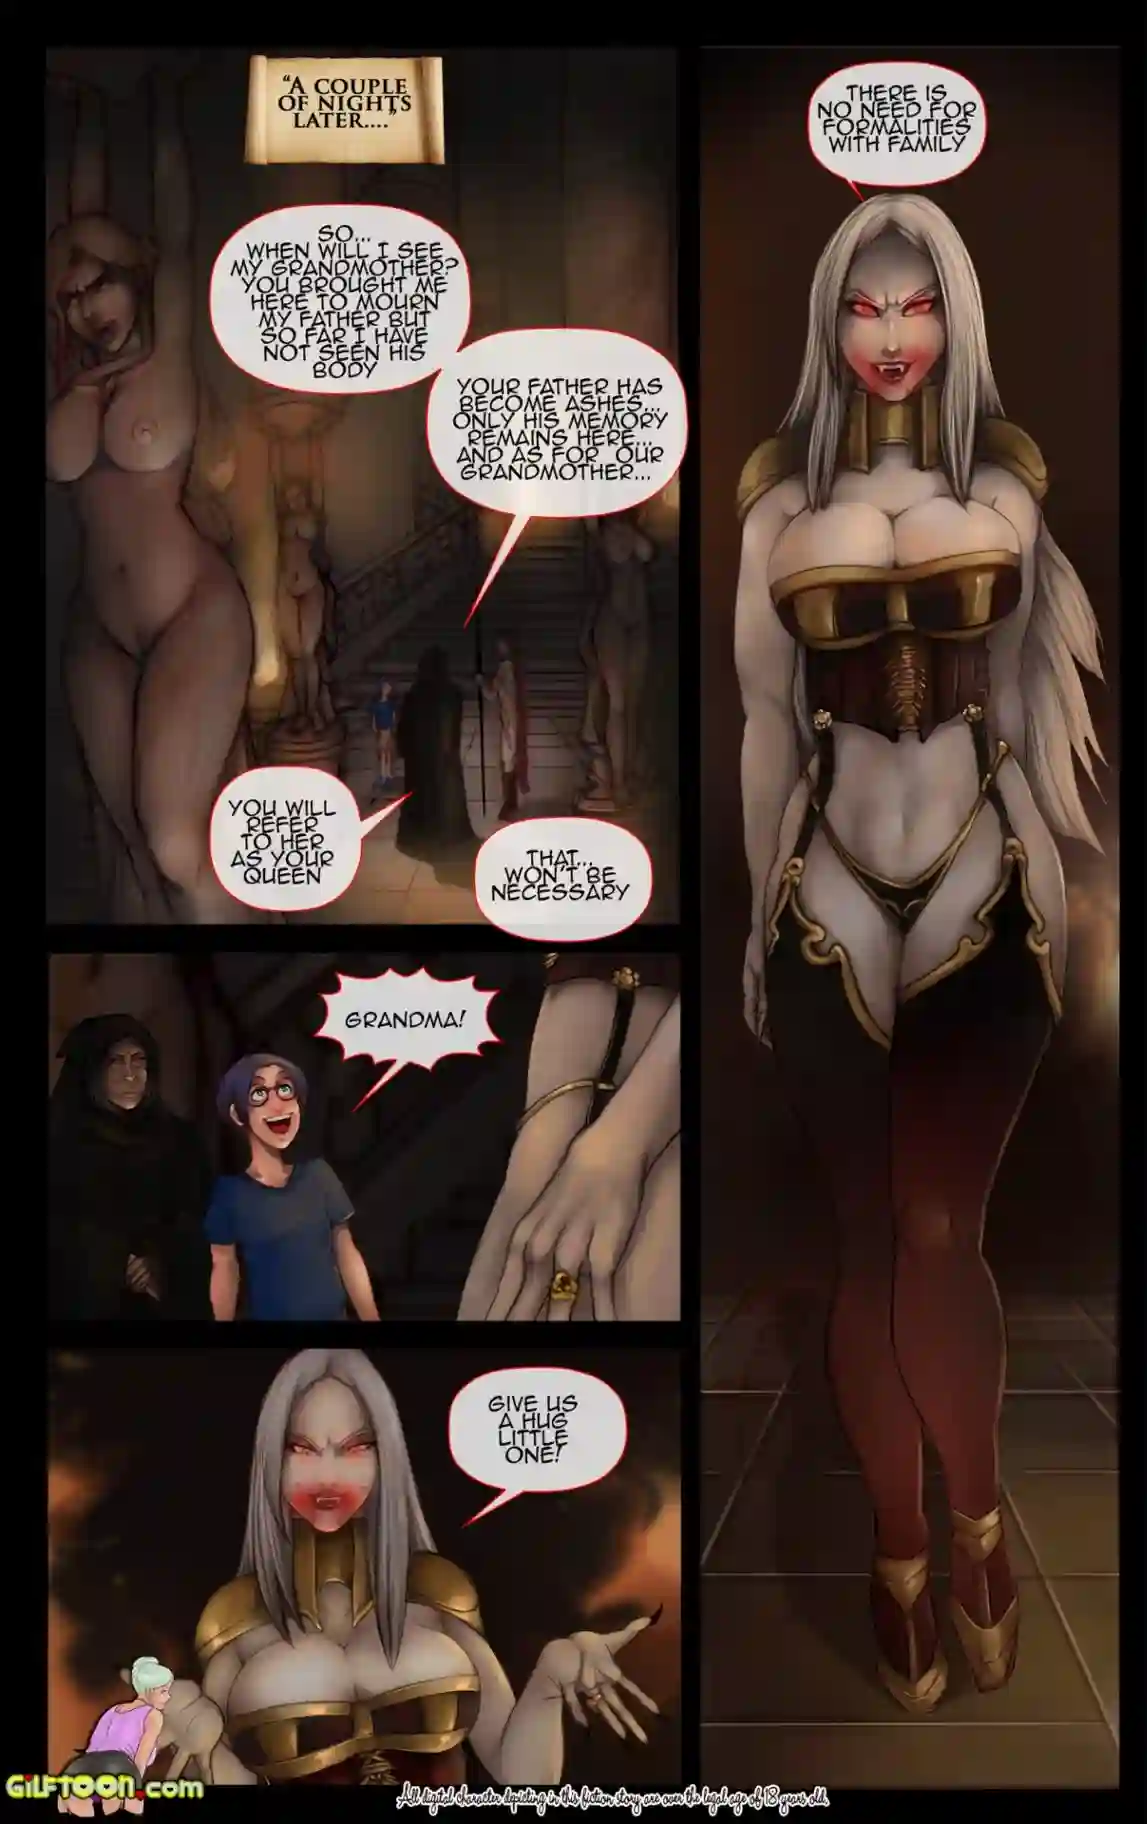 "A COUPLE
OF NIGHTS
LATER...."
SO...
WHEN WILL I SEE
MY GRANDMOTHER?
YOU BROUGHT ME
HERE TO MOURN
MY FATHER BUT
SO FAR I HAVE
NOT SEEN HIS
BODY
YOUR FATHER HAS
BECOME ASHES...
ONLY HIS MEMORY
REMAINS HERE...
AND AS FOR OUR
GRANDMOTHER...
YOU WILL
REFER
TO HER
AS YOUR
QUEEN
THAT...
WON'T BE
NECESSARY
THERE IS
NO NEED FOR
FORMALITIES
WITH FAMILY
GRANDMA!
GIVE US
A HUG
LITTLE
ONE!
GILFTOON.com
All digital character depicting in this fiction story are over the legal age of 18 years old.